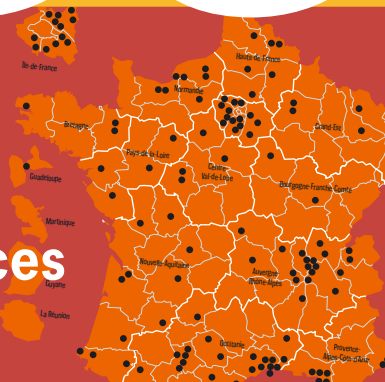 Île-de-France
Hauts-de-France
Normandie
Bretagne
Grand-Est
Pays-de-la-Loire
Centre-
Val-de-Loire
Bourgogne-Franche Comté
Guadeloupe
Martinique
ces
Nouvelle-Aquitaine
Auvergne
Rhône-Alpes
Guyane
La Réunion
Occitanie
Provence-
Alpes-Côte-d'Azur